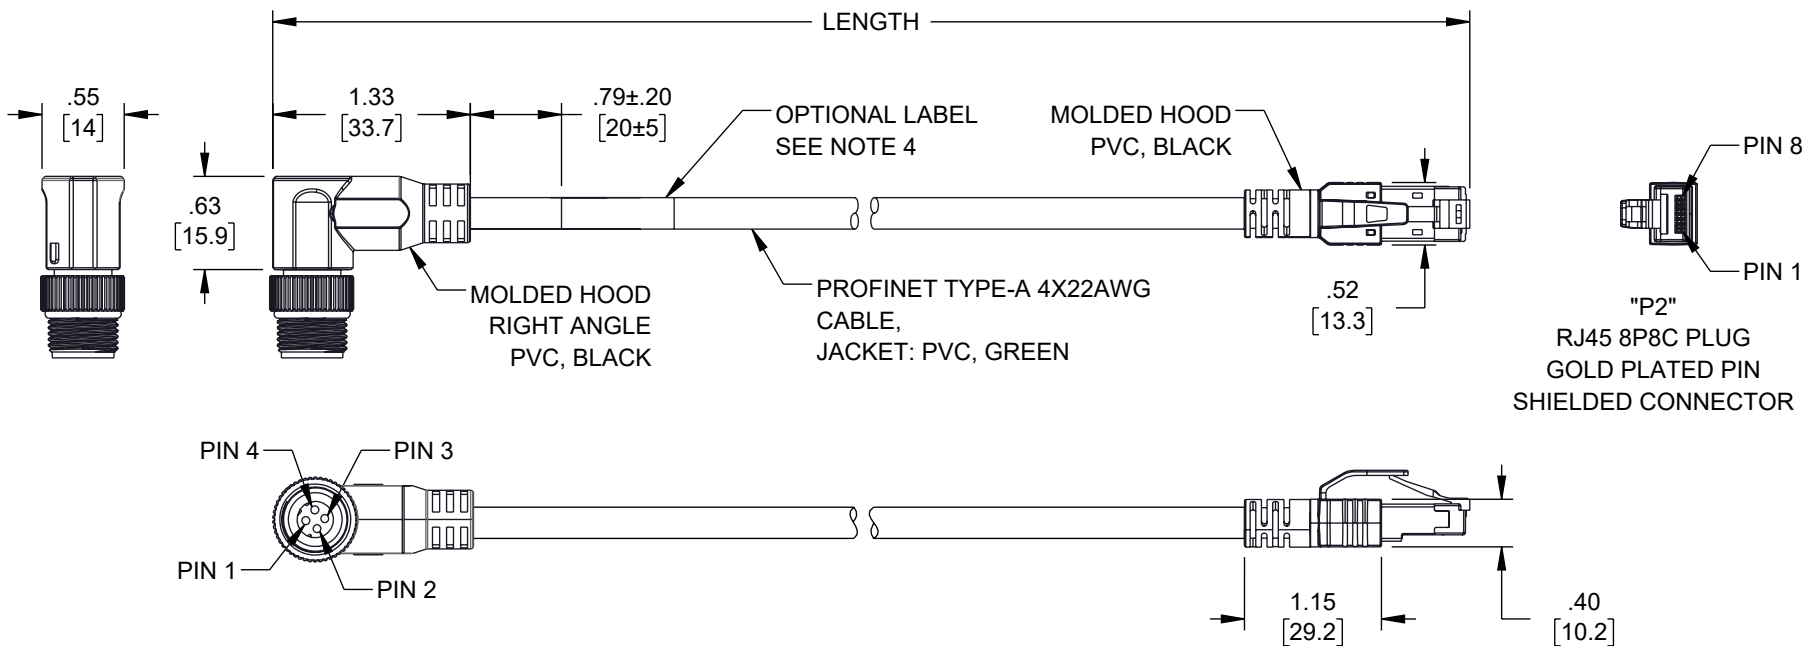 LENGTH
.55
[14]
1.33
[33.7]
.79±.20
[20±5]
OPTIONAL LABEL
SEE NOTE 4
MOLDED HOOD
PVC, BLACK
PIN 8
.63
[15.9]
PIN 1
MOLDED HOOD
RIGHT ANGLE
PVC, BLACK
PROFINET TYPE-A 4X22AWG
CABLE,
JACKET: PVC, GREEN
.52
[13.3]
"P2"
RJ45 8P8C PLUG
GOLD PLATED PIN
SHIELDED CONNECTOR
PIN 4
PIN 3
PIN 1
PIN 2
1.15
[29.2]
.40
[10.2]